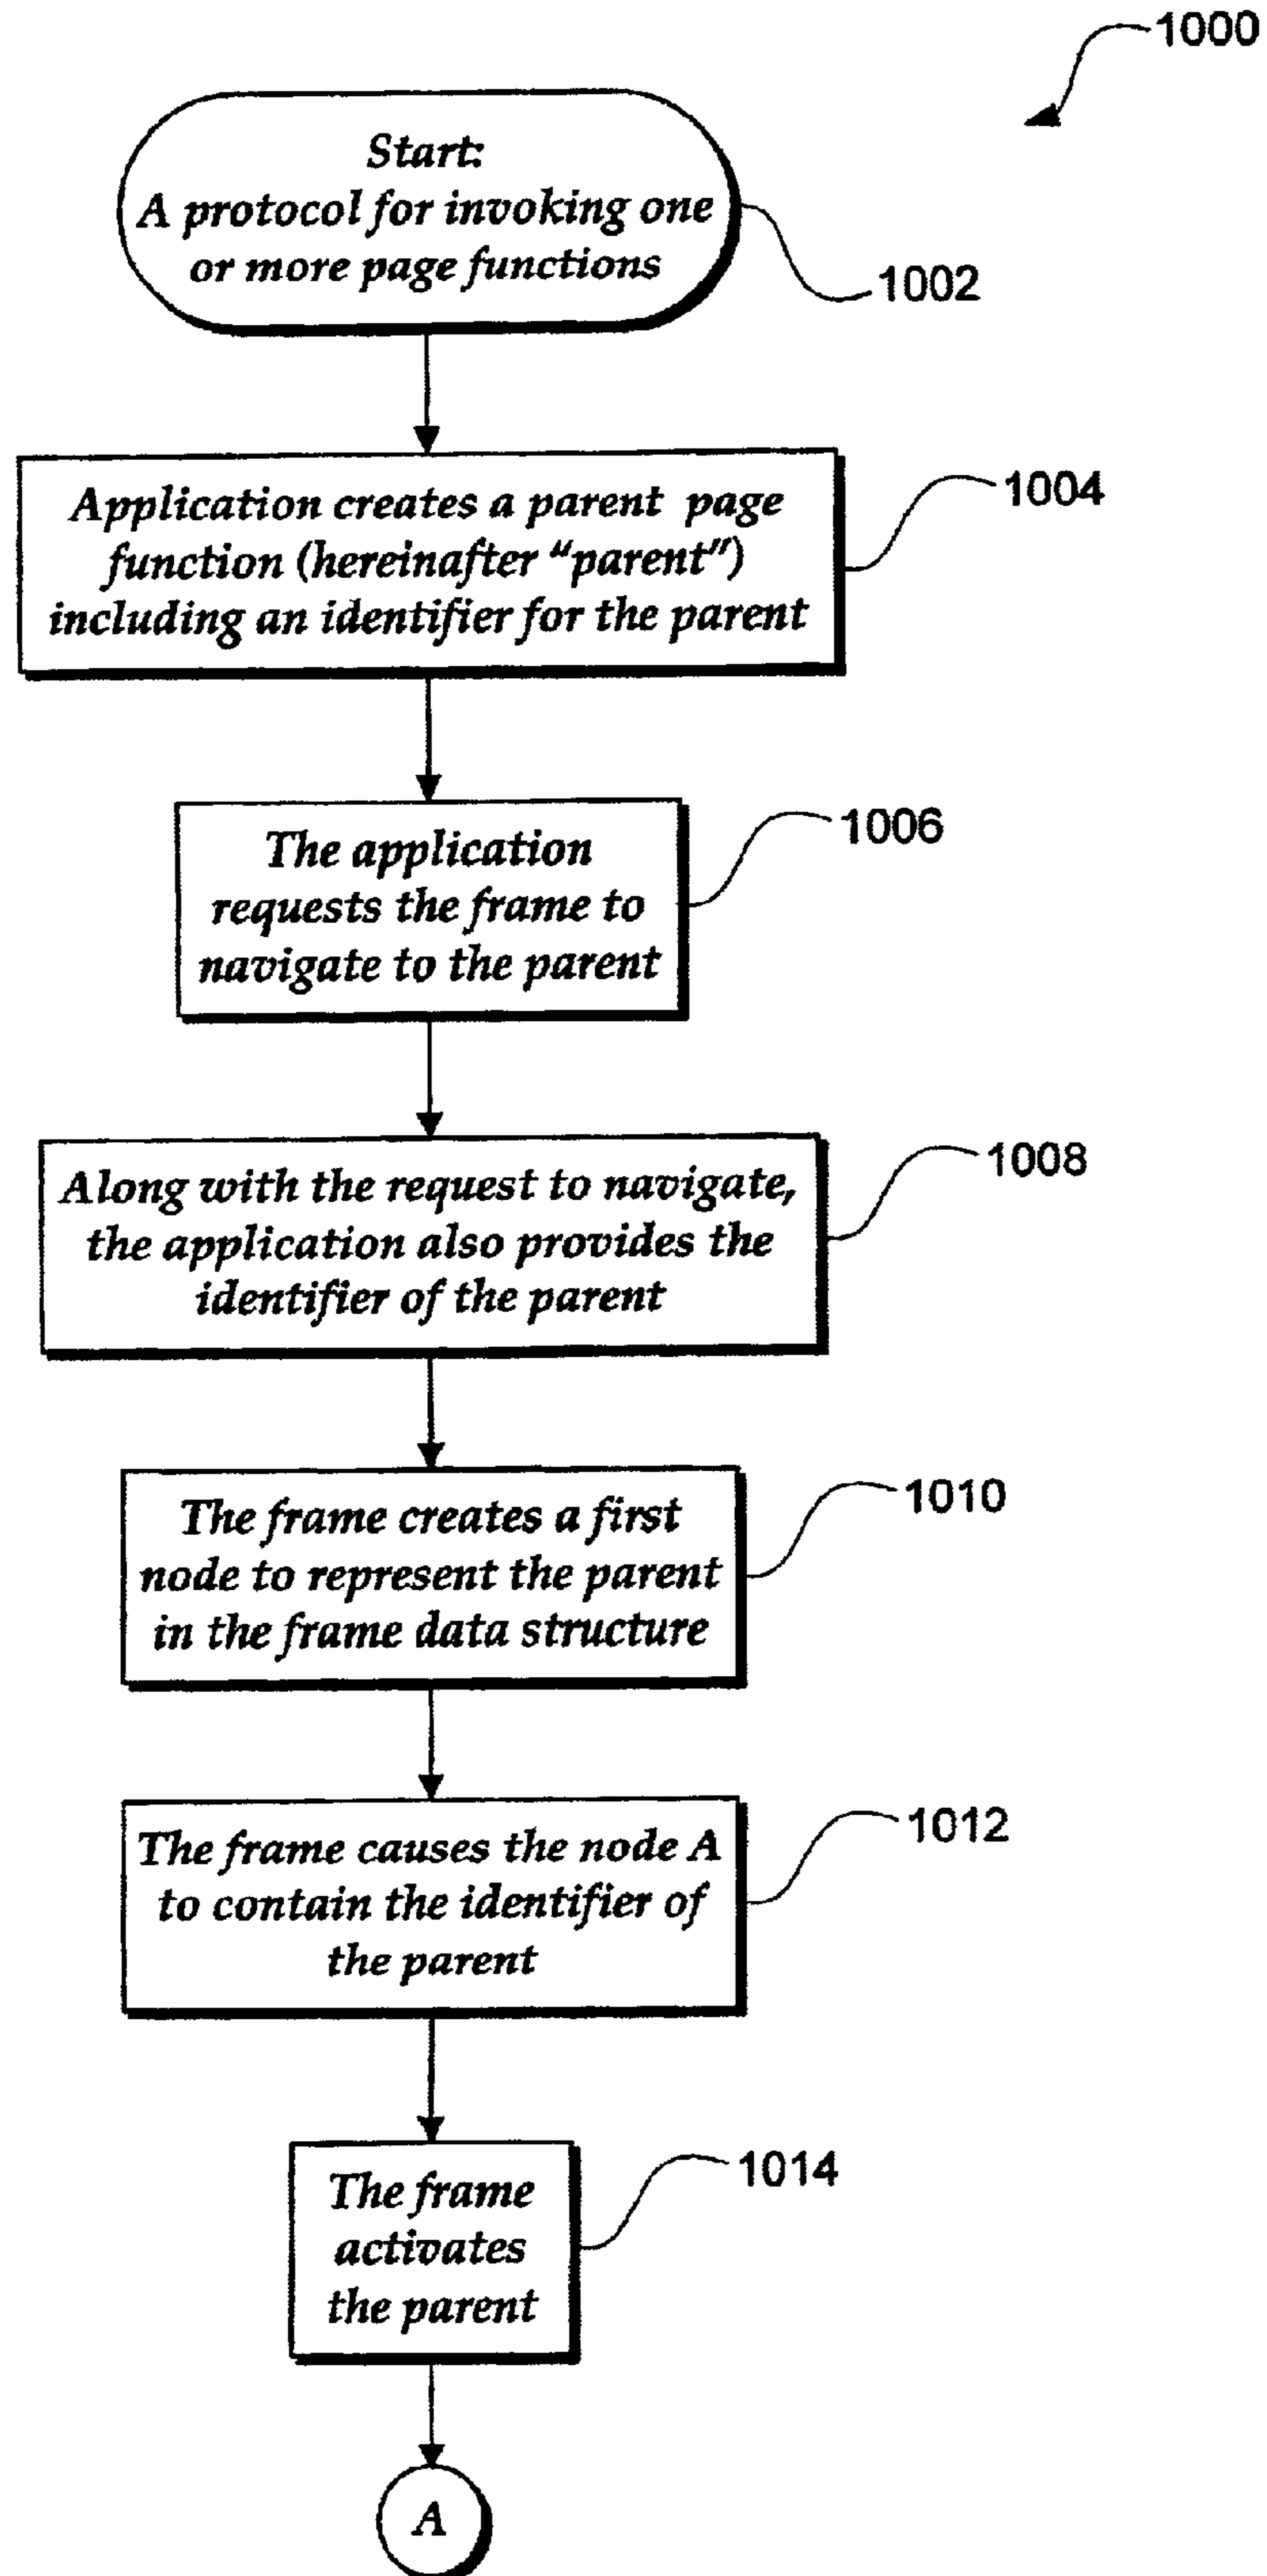 1000
Start:
A protocol for invoking one
or more page functions
1002
Application creates a parent page
function (hereinafter "parent")
including an identifier for the parent
1004
The application
requests the frame to
navigate to the parent
1006
Along with the request to navigate,
the application also provides the
identifier of the parent
1008
The frame creates a first
node to represent the parent
in the frame data structure
1010
The frame causes the node A
to contain the identifier of
the parent
1012
The frame
activates
the parent
1014
A